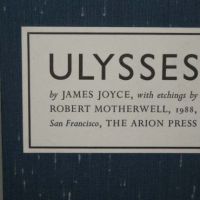 ULYSSES
by JAMES JOYCE, with etchings by
ROBERT MOTHERWELL, 1988,
San Francisco, THE ARION PRESS